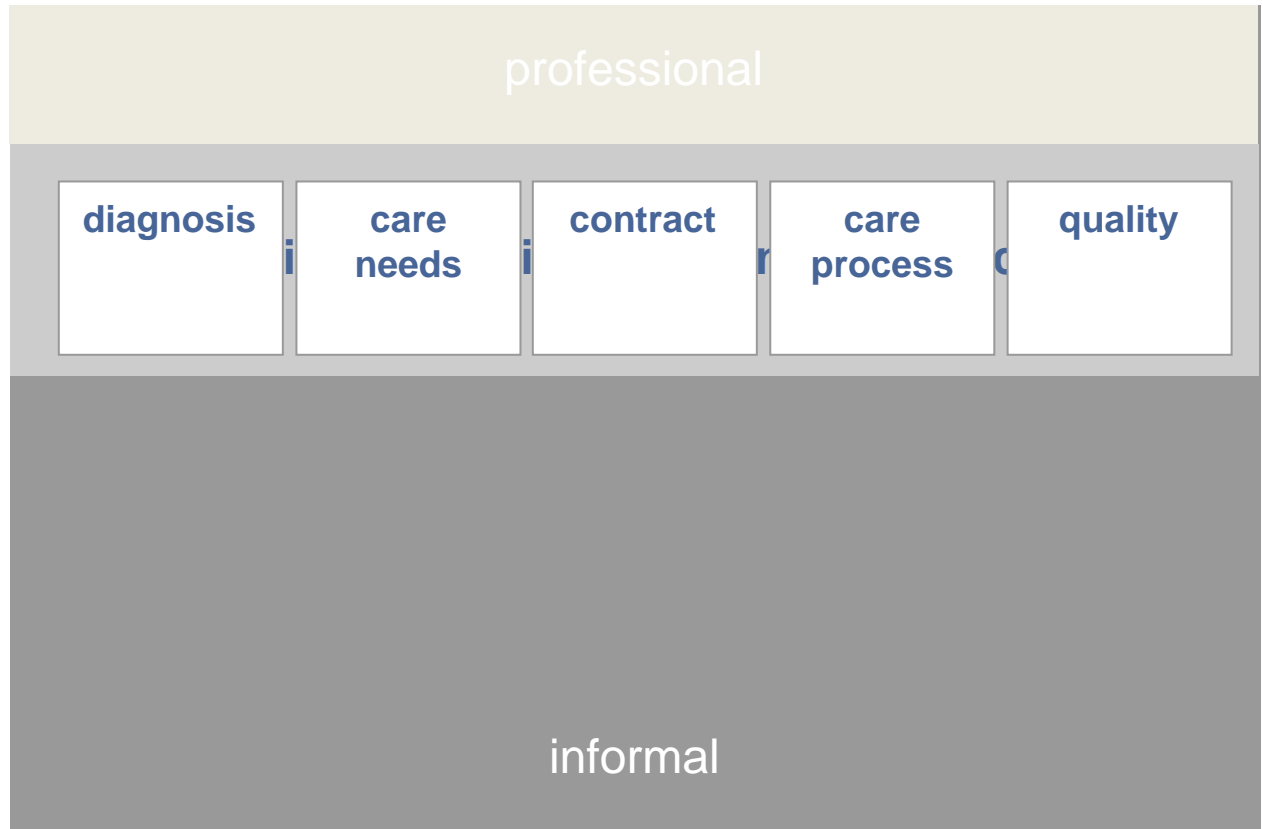 professional
diagnosis
care
needs
contract
care
process
quality
informal